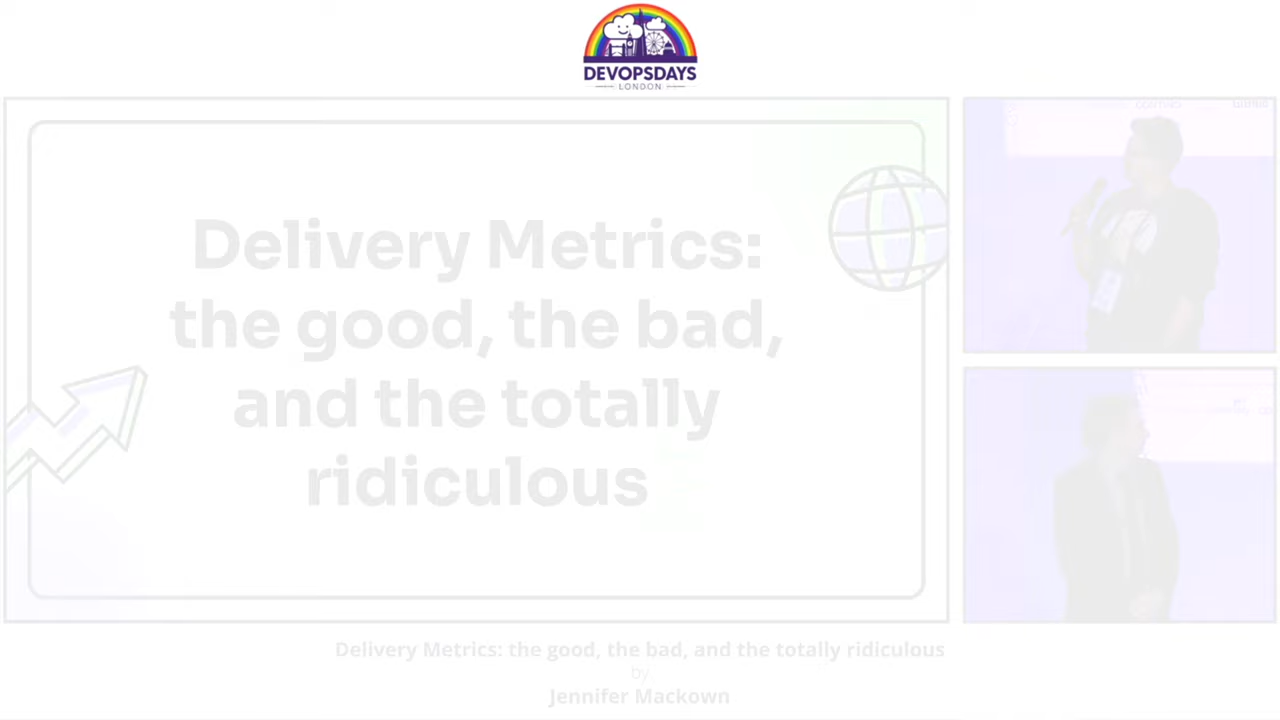 DEVOPSDAYS
LONDON
Delivery Metrics:
the good, the bad,
and the totally
ridiculous
Delivery Metrics: the good, the bad, and the totally ridiculous
by
Jennifer Mackown